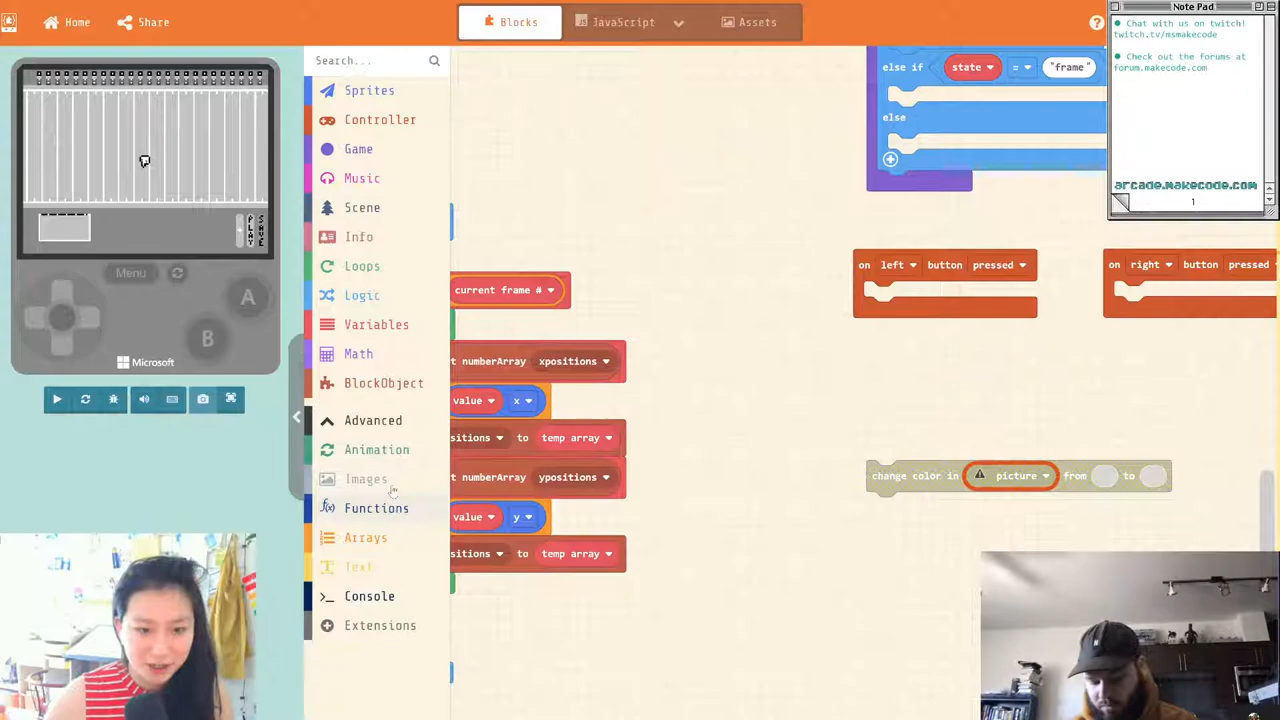 Home
Share
Blocks
JavaScript
Assets
?
Note Pad
Chat with us on twitch!
twitch.tv/msmakecode
Check out the forums at
forum.makecode.com
arcade.makecode.com
1
PLAY
SAVE
Menu
A
B
Microsoft
Search...
Sprites
Controller
Game
Music
Scene
Info
Loops
Logic
Variables
Math
BlockObject
Advanced
Animation
Images
Functions
Arrays
Text
Console
Extensions
current frame #
t numberArray xpositions
value x
sitions to temp array
t numberArray ypositions
value y
sitions to temp array
else if state = "frame"
else
on left button pressed
on right button pressed
change color in picture from to